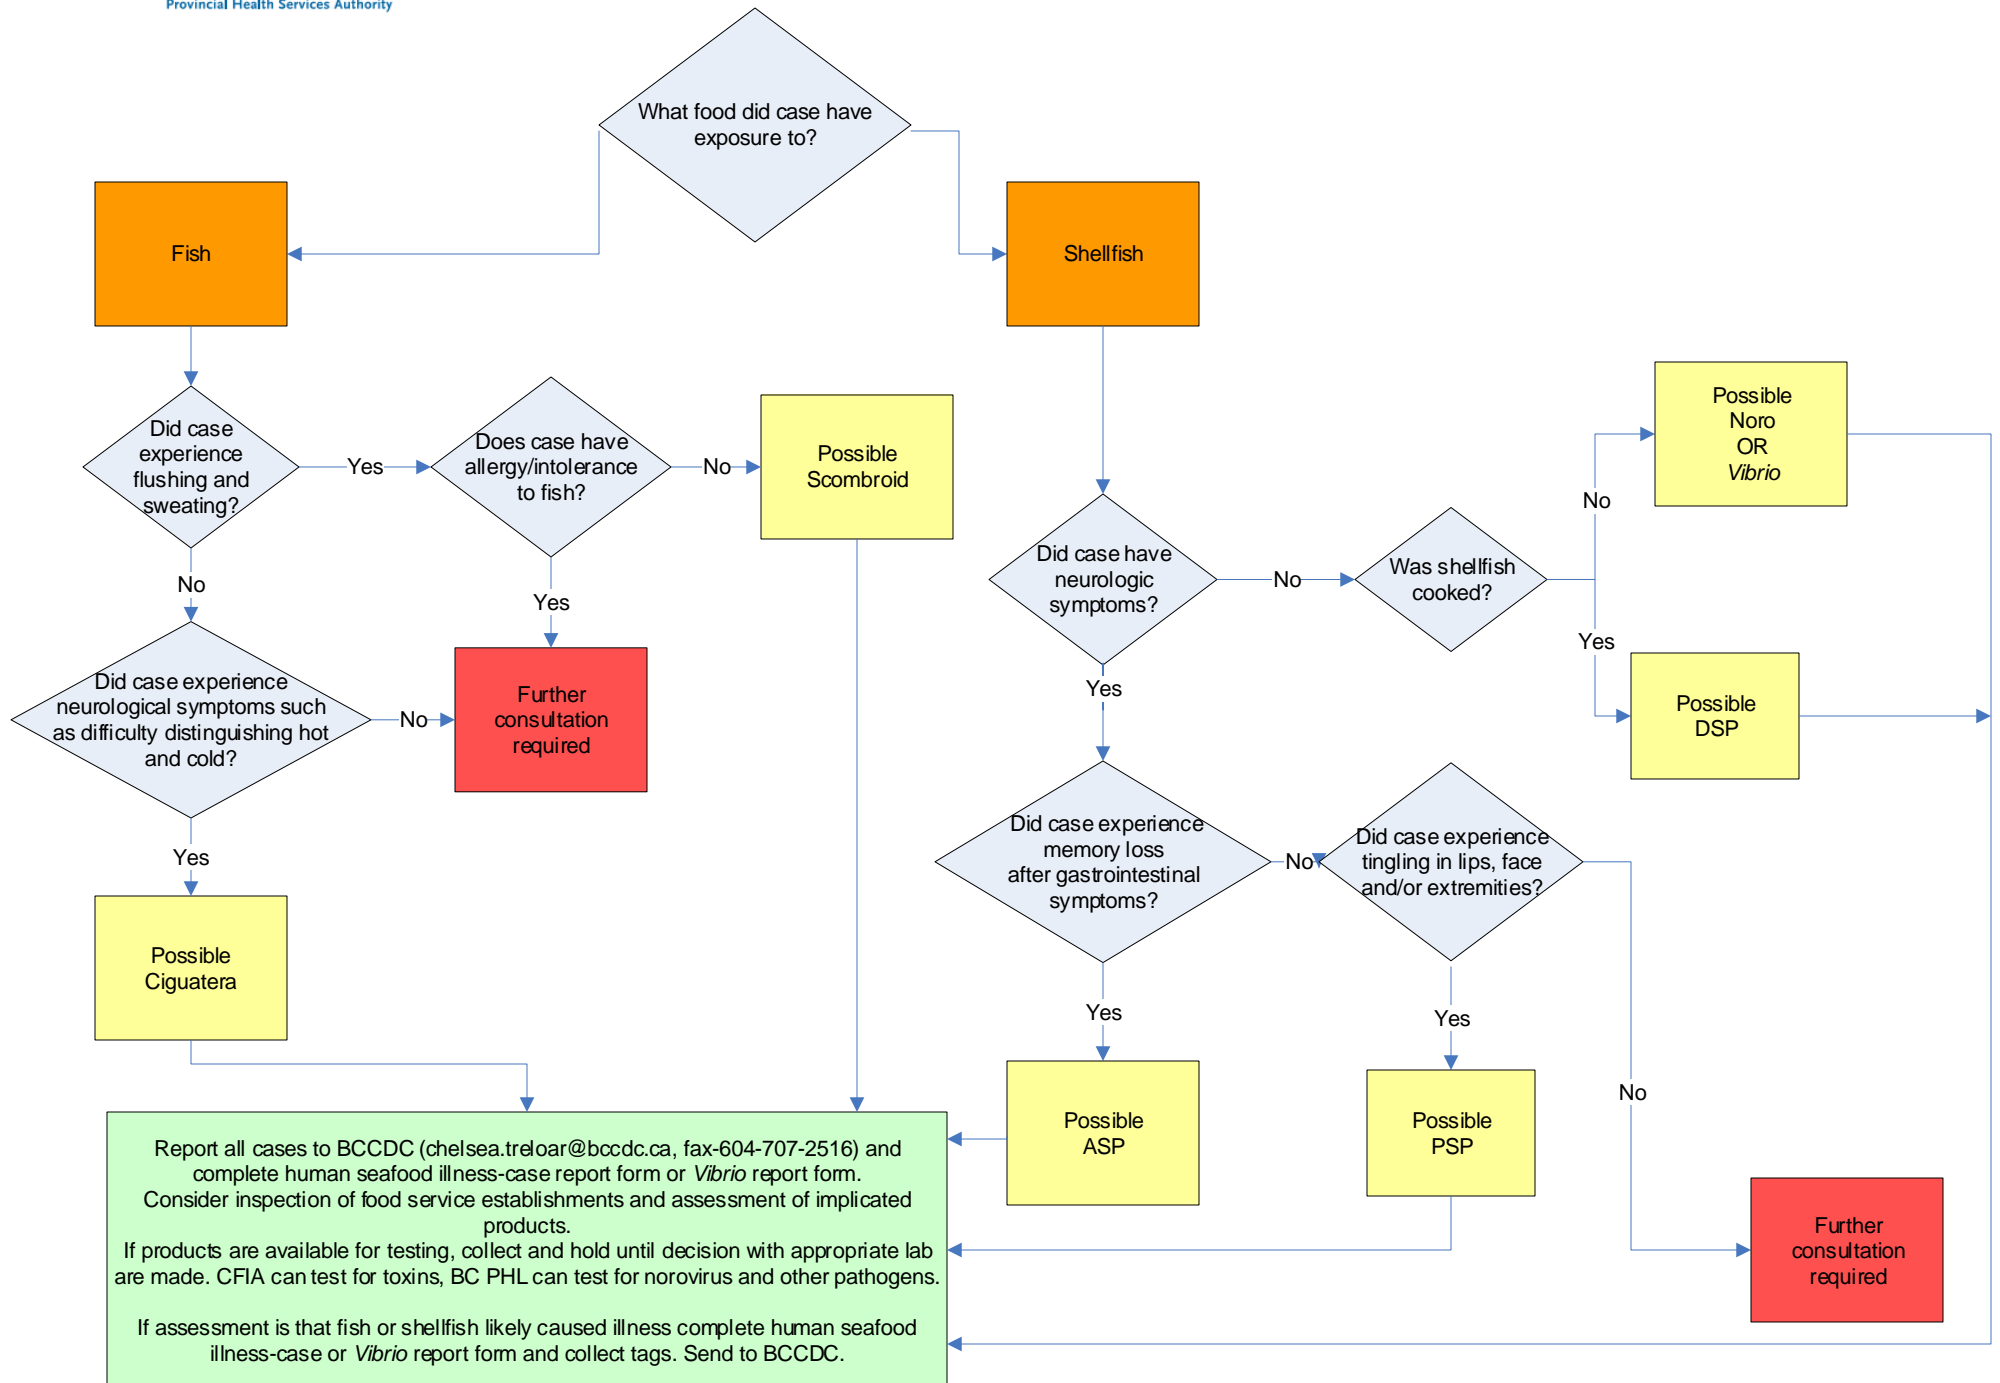 Provincial Health Services Authority
What food did case have
exposure to?
Fish
Shellfish
Did case
experience
flushing and
sweating?
Yes
Does case have
allergy/intolerance
to fish?
No
Possible
Scombroid
Possible
Noro
OR
Vibrio
No
Did case have
neurologic
symptoms?
No
Was shellfish
cooked?
Yes
Possible
DSP
No
Yes
Did case experience
neurological symptoms such
as difficulty distinguishing hot
and cold?
No
Further
consultation
required
Yes
Did case experience
memory loss
after gastrointestinal
symptoms?
No
Did case experience
tingling in lips, face
and/or extremities?
Yes
Possible
Ciguatera
Yes
Possible
ASP
Yes
Possible
PSP
No
Further
consultation
required
Report all cases to BCCDC (chelsea.treloar@bccdc.ca, fax-604-707-2516) and
complete human seafood illness-case report form or Vibrio report form.
Consider inspection of food service establishments and assessment of implicated
products.
If products are available for testing, collect and hold until decision with appropriate lab
are made. CFIA can test for toxins, BC PHL can test for norovirus and other pathogens.
If assessment is that fish or shellfish likely caused illness complete human seafood
illness-case or Vibrio report form and collect tags. Send to BCCDC.